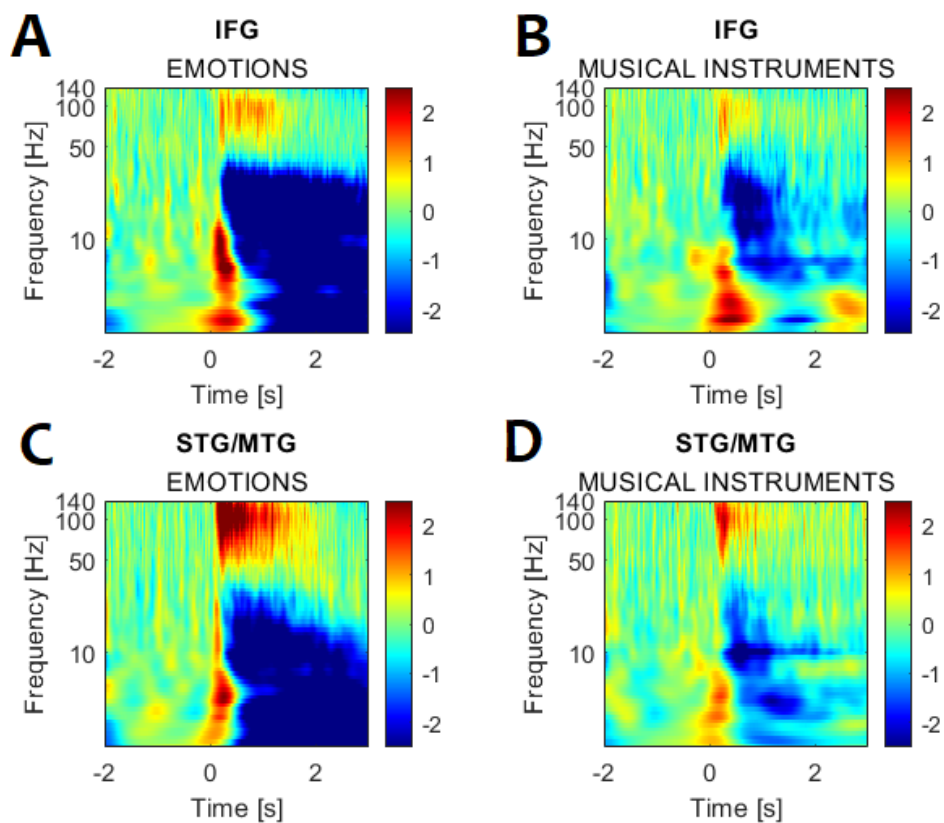 A
IFG
EMOTIONS
140
100
50
10
Frequency [Hz]
-2
0
2
Time [s]
2
1
0
-1
-2
B
IFG
MUSICAL INSTRUMENTS
140
100
50
10
Frequency [Hz]
-2
0
2
Time [s]
2
1
0
-1
-2
C
STG/MTG
EMOTIONS
140
100
50
10
Frequency [Hz]
-2
0
2
Time [s]
2
1
0
-1
-2
D
STG/MTG
MUSICAL INSTRUMENTS
140
100
50
10
Frequency [Hz]
-2
0
2
Time [s]
2
1
0
-1
-2